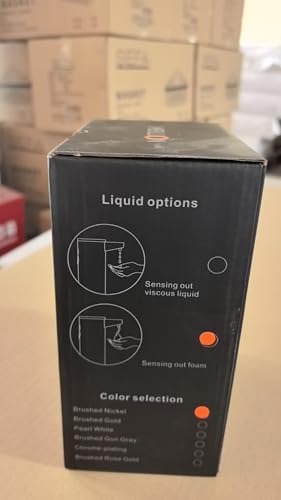 Liquid options
Sensing out
viscous liquid
Sensing out foam
Color selection
Brushed Nickel
Brushed Gold
Pearl White
Brushed Gun Gray
Chrome-plating
Brushed Rose Gold